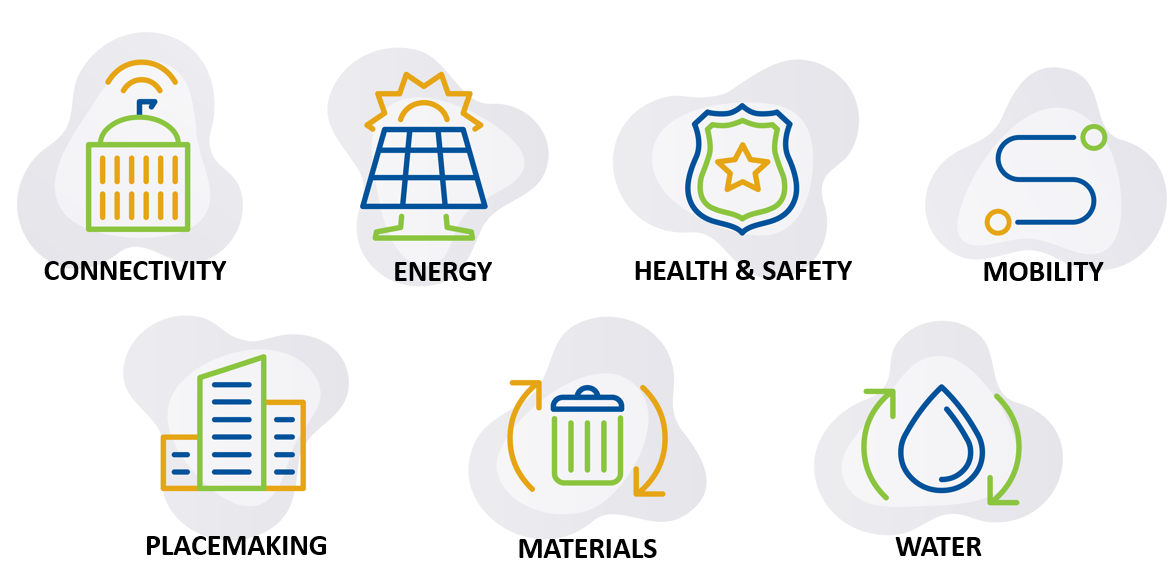 CONNECTIVITY
ENERGY
HEALTH & SAFETY
MOBILITY
PLACEMAKING
MATERIALS
WATER